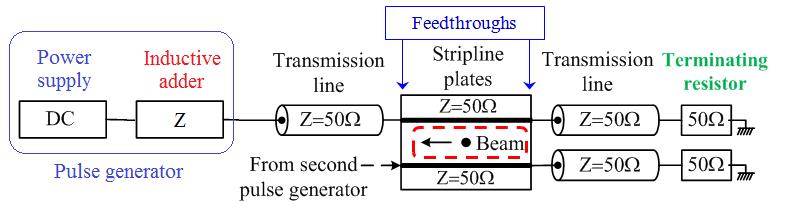 Feedthroughs
Power
supply
Inductive
adder
Transmission
line
Stripline
plates
Transmission
line
Terminating
resistor
DC
Z
Z=50Ω
Z=50Ω
Z=50Ω
50Ω
Beam
Pulse generator
From second
pulse generator
Z=50Ω
Z=50Ω
50Ω